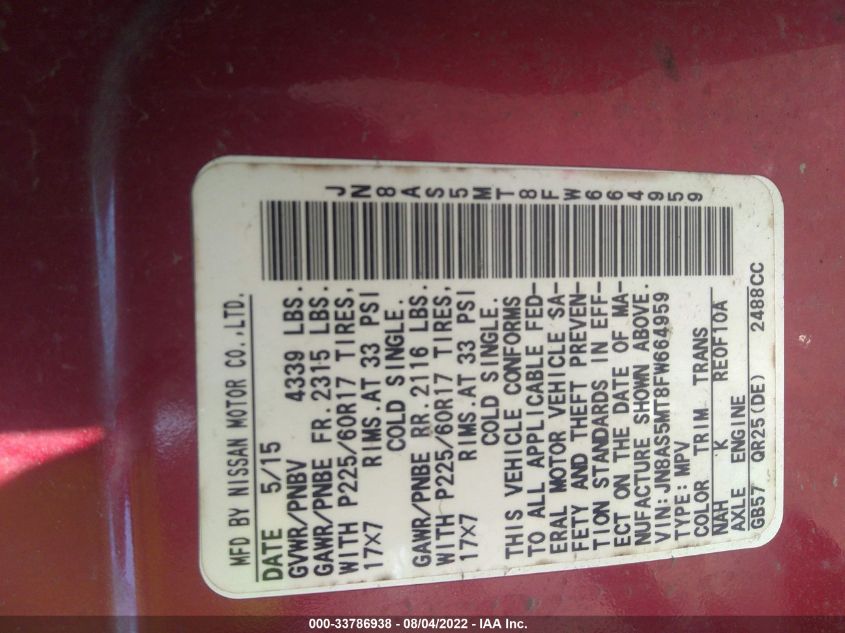 MFD BY NISSAN MOTOR CO.,LTD.
DATE 5/15
GVWR/PNBV 4339 LBS.
GAWR/PNBE FR.2315 LBS.
WITH P225/60R17 TIRES,
17X7 RIMS.AT 33 PSI
COLD SINGLE.
GAWR/PNBE RR.2116 LBS.
WITH P225/60R17 TIRES,
17X7 RIMS.AT 33 PSI
COLD SINGLE.
THIS VEHICLE CONFORMS
TO ALL APPLICABLE FED-
ERAL MOTOR VEHICLE SA-
FETY AND THEFT PREVEN-
TION STANDARDS IN EFF-
ECT ON THE DATE OF MA-
NUFACTURE SHOWN ABOVE.
VIN:JN8AS5MT8FW664959
TYPE:MPV
COLOR TRIM TRANS
NAH K RE0F10A
AXLE ENGINE
GB57 QR25(DE) 2488CC
JN8AS5MT8FW664959
000-33786938 - 08/04/2022 - IAA Inc.